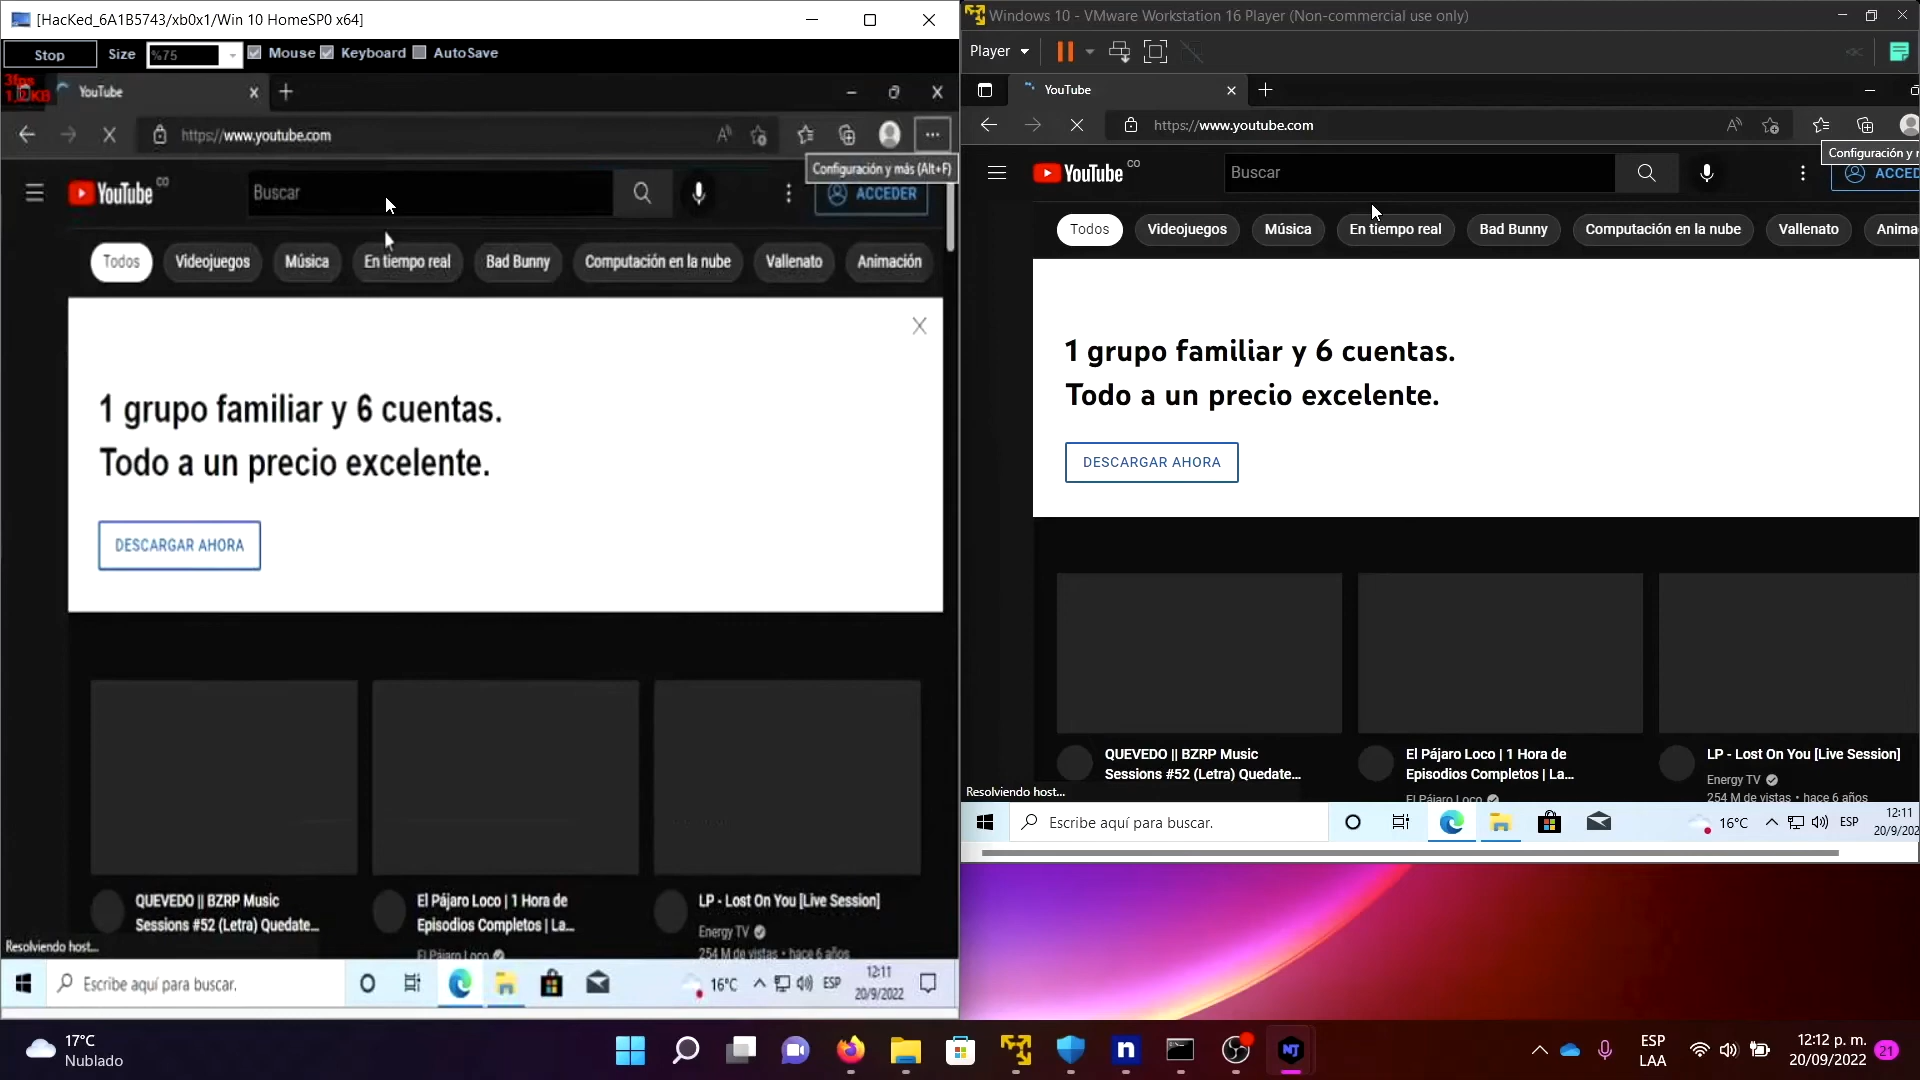 [HacKed_6A1B5743/xb0x1/Win 10 HomeSP0 x64]
Stop
Size
%75
Mouse
Keyboard
AutoSave
3fps
YouTube
https://www.youtube.com
Configuración y más (Alt+F)
YouTube CO
Buscar
ACCEDER
Todos
Videojuegos
Música
En tiempo real
Bad Bunny
Computación en la nube
Vallenato
Animación
1 grupo familiar y 6 cuentas.
Todo a un precio excelente.
DESCARGAR AHORA
QUEVEDO || BZRP Music
Sessions #52 (Letra) Quedate...
El Pájaro Loco | 1 Hora de
Episodios Completos | La...
El Pájaro Loco
LP - Lost On You [Live Session]
Energy TV
254 M de vistas • hace 6 años
Resolviendo host...
Escribe aquí para buscar.
16°C
ESP
12:11
20/9/2022
Windows 10 - VMware Workstation 16 Player (Non-commercial use only)
Player
YouTube
https://www.youtube.com
Configuración y
YouTube CO
Buscar
ACCED
Todos
Videojuegos
Música
En tiempo real
Bad Bunny
Computación en la nube
Vallenato
Anima
1 grupo familiar y 6 cuentas.
Todo a un precio excelente.
DESCARGAR AHORA
QUEVEDO || BZRP Music
Sessions #52 (Letra) Quedate...
El Pájaro Loco | 1 Hora de
Episodios Completos | La...
El Pájaro Loco
LP - Lost On You [Live Session]
Energy TV
254 M de vistas • hace 6 años
Resolviendo host...
Escribe aquí para buscar.
16°C
ESP
12:11
20/9/202
17°C
Nublado
n
NJ
ESP
LAA
12:12 p. m.
20/09/2022
21